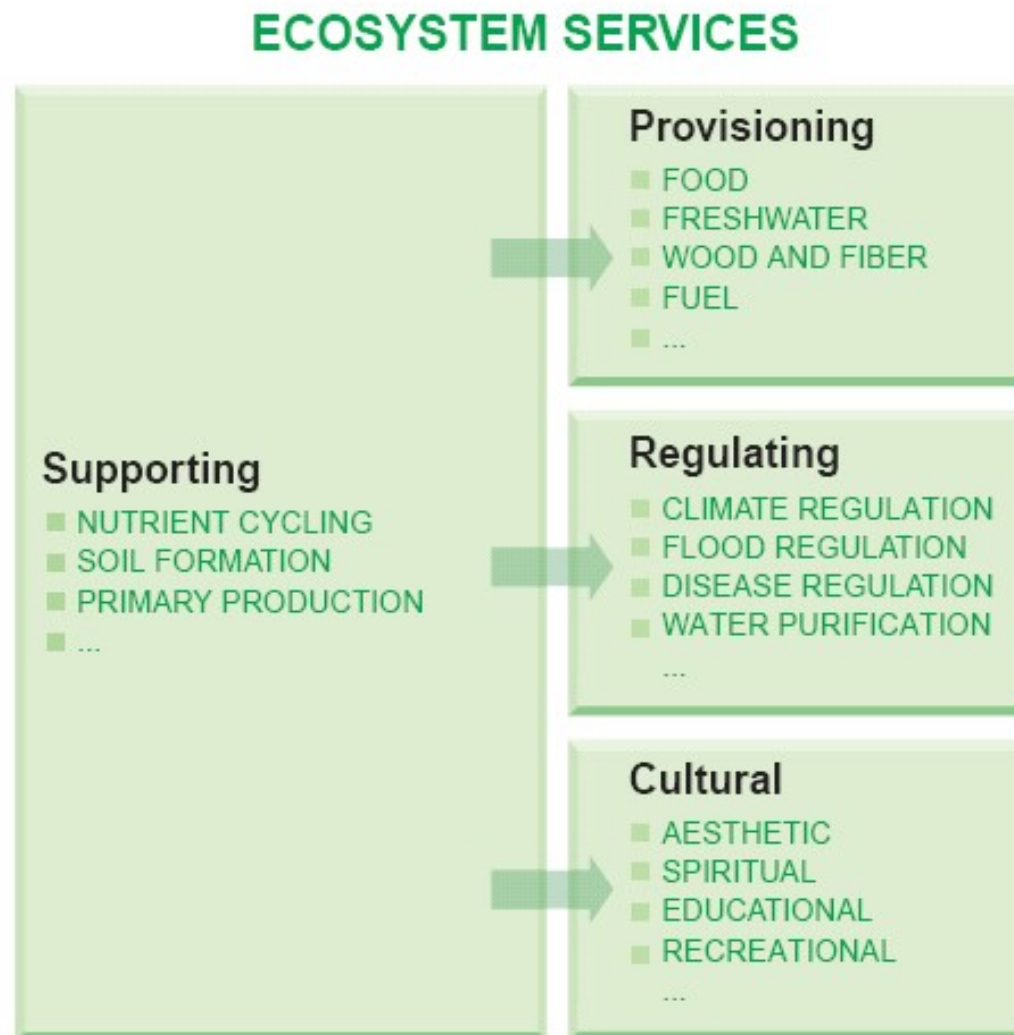 ECOSYSTEM SERVICES
Supporting
NUTRIENT CYCLING
SOIL FORMATION
PRIMARY PRODUCTION
...
Provisioning
FOOD
FRESHWATER
WOOD AND FIBER
FUEL
...
Regulating
CLIMATE REGULATION
FLOOD REGULATION
DISEASE REGULATION
WATER PURIFICATION
...
Cultural
AESTHETIC
SPIRITUAL
EDUCATIONAL
RECREATIONAL
...